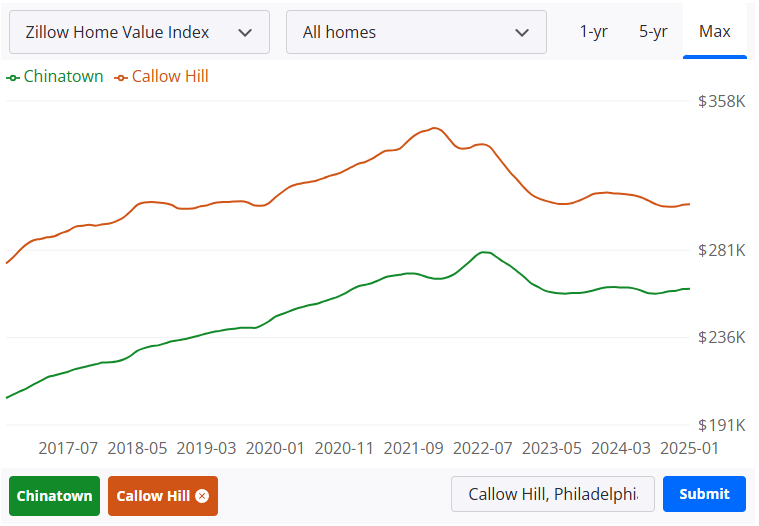 Zillow Home Value Index All homes 1-yr 5-yr Max
Chinatown Callow Hill
$358K
$281K
$236K
$191K
2017-07 2018-05 2019-03 2020-01 2020-11 2021-09 2022-07 2023-05 2024-03 2025-01
Chinatown Callow Hill Callow Hill, Philadelphi Submit